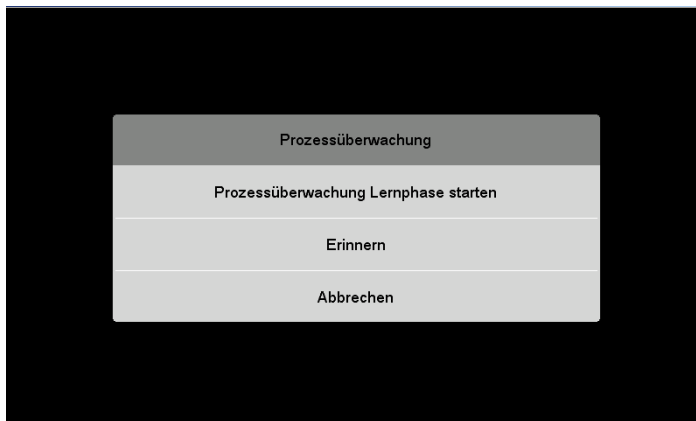 Prozessüberwachung
Prozessüberwachung Lernphase starten
Erinnern
Abbrechen